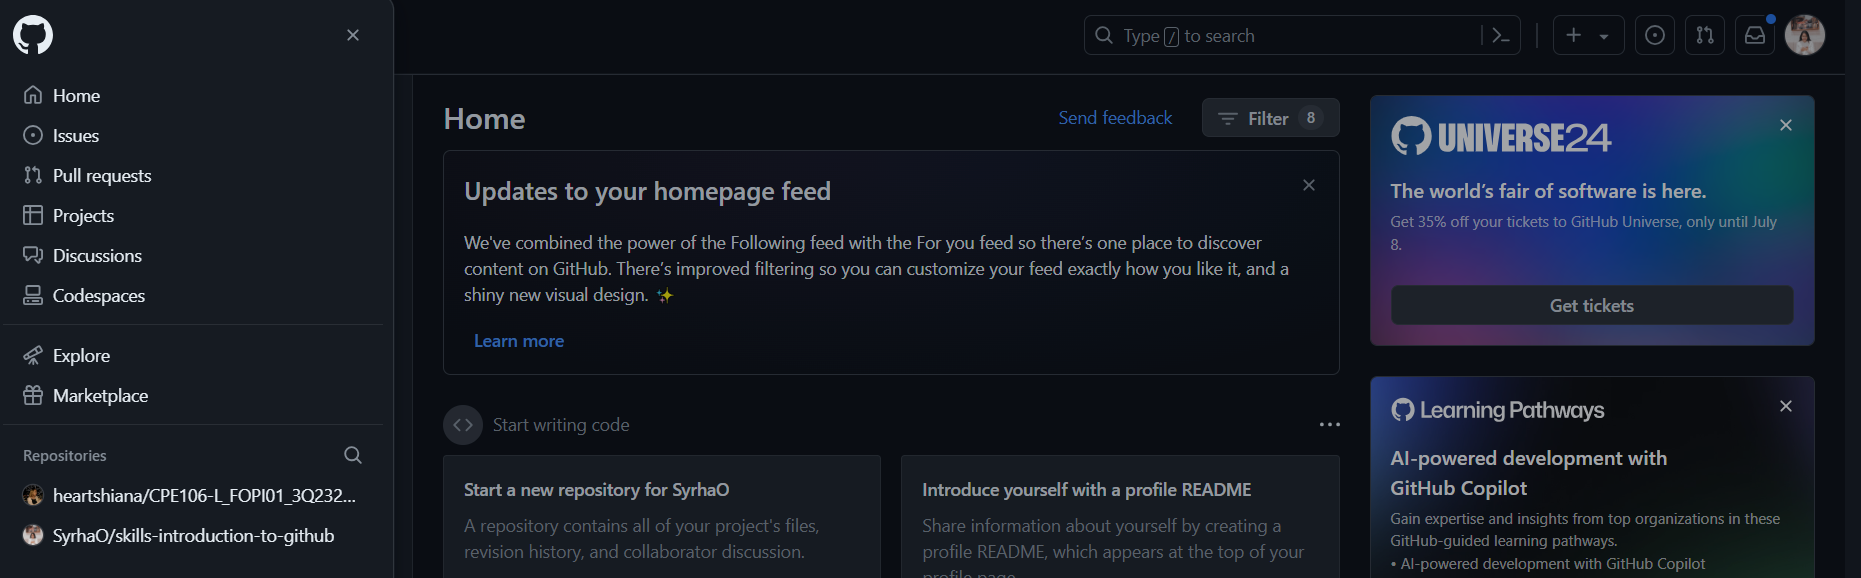 Home
Issues
Pull requests
Projects
Discussions
Codespaces
Explore
Marketplace
Repositories
heartshiana/CPE106-L_FOPI01_3Q232...
SyrhaO/skills-introduction-to-github
Type / to search
Home
Send feedback
Filter 8
Updates to your homepage feed
We've combined the power of the Following feed with the For you feed so there’s one place to discover
content on GitHub. There’s improved filtering so you can customize your feed exactly how you like it, and a
shiny new visual design. ✨
Learn more
Start writing code
Start a new repository for SyrhaO
A repository contains all of your project's files,
revision history, and collaborator discussion.
Introduce yourself with a profile README
Share information about yourself by creating a
profile README, which appears at the top of your
profile page.
UNIVERSE24
The world’s fair of software is here.
Get 35% off your tickets to GitHub Universe, only until July
8.
Get tickets
Learning Pathways
AI-powered development with
GitHub Copilot
Gain expertise and insights from top organizations in these
GitHub-guided learning pathways.
• AI-powered development with GitHub Copilot